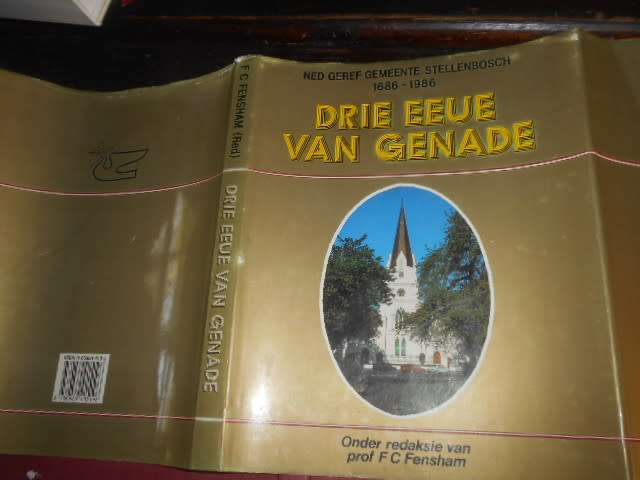 NED GEREF GEMEENTE STELLENBOSCH
1686-1986
DRIE EEUE
VAN GENADE
Onder redaksie van
prof F C Fensham
F C FENSHAM (Red)
DRIE EEUE VAN GENADE